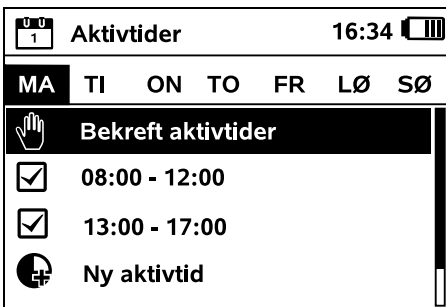 1 Aktivtider 16:34
MA TI ON TO FR LØ SØ
Bekreft aktivtider
08:00 - 12:00
13:00 - 17:00
Ny aktivtid